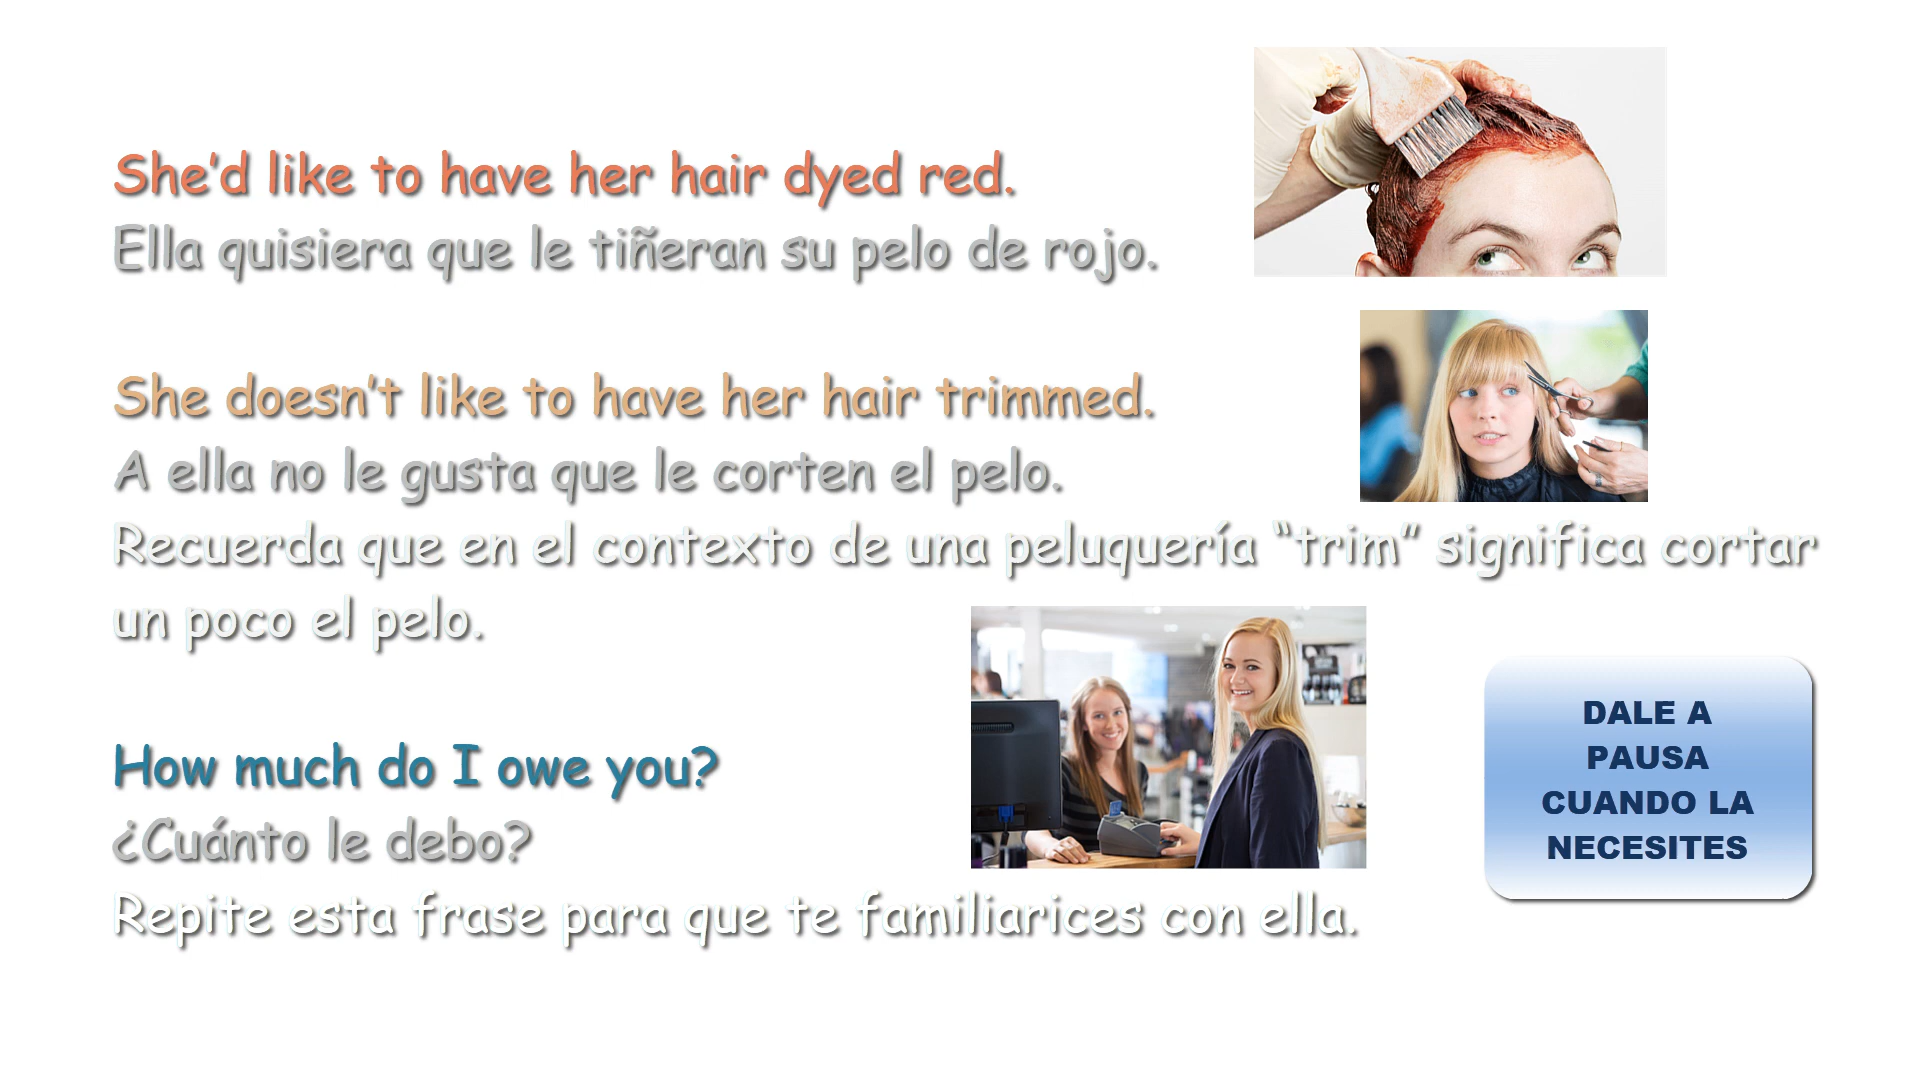 She’d like to have her hair dyed red.
Ella quisiera que le tiñeran su pelo de rojo.
She doesn’t like to have her hair trimmed.
A ella no le gusta que le corten el pelo.
Recuerda que en el contexto de una peluquería “trim” significa cortar
un poco el pelo.
How much do I owe you?
¿Cuánto le debo?
Repite esta frase para que te familiarices con ella.
DALE A
PAUSA
CUANDO LA
NECESITES